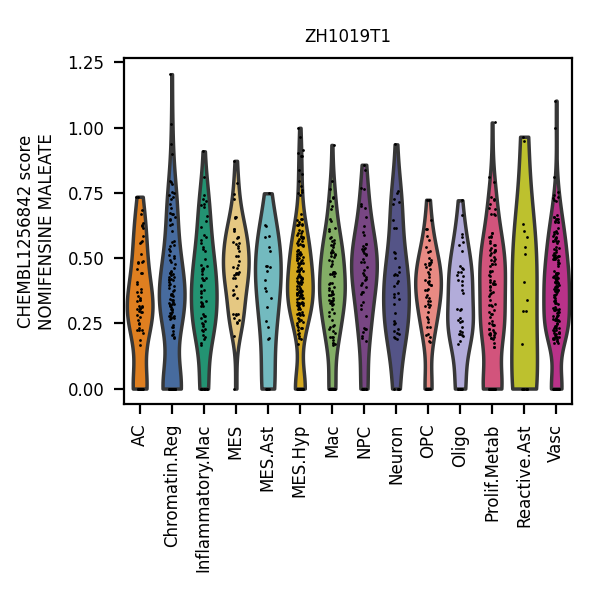 ZH1019T1
CHEMBL1256842 score
NOMIFENSINE MALEATE
1.25
1.00
0.75
0.50
0.25
0.00
AC
Chromatin.Reg
Inflammatory.Mac
MES
MES.Ast
MES.Hyp
Mac
NPC
Neuron
OPC
Oligo
Prolif.Metab
Reactive.Ast
Vasc